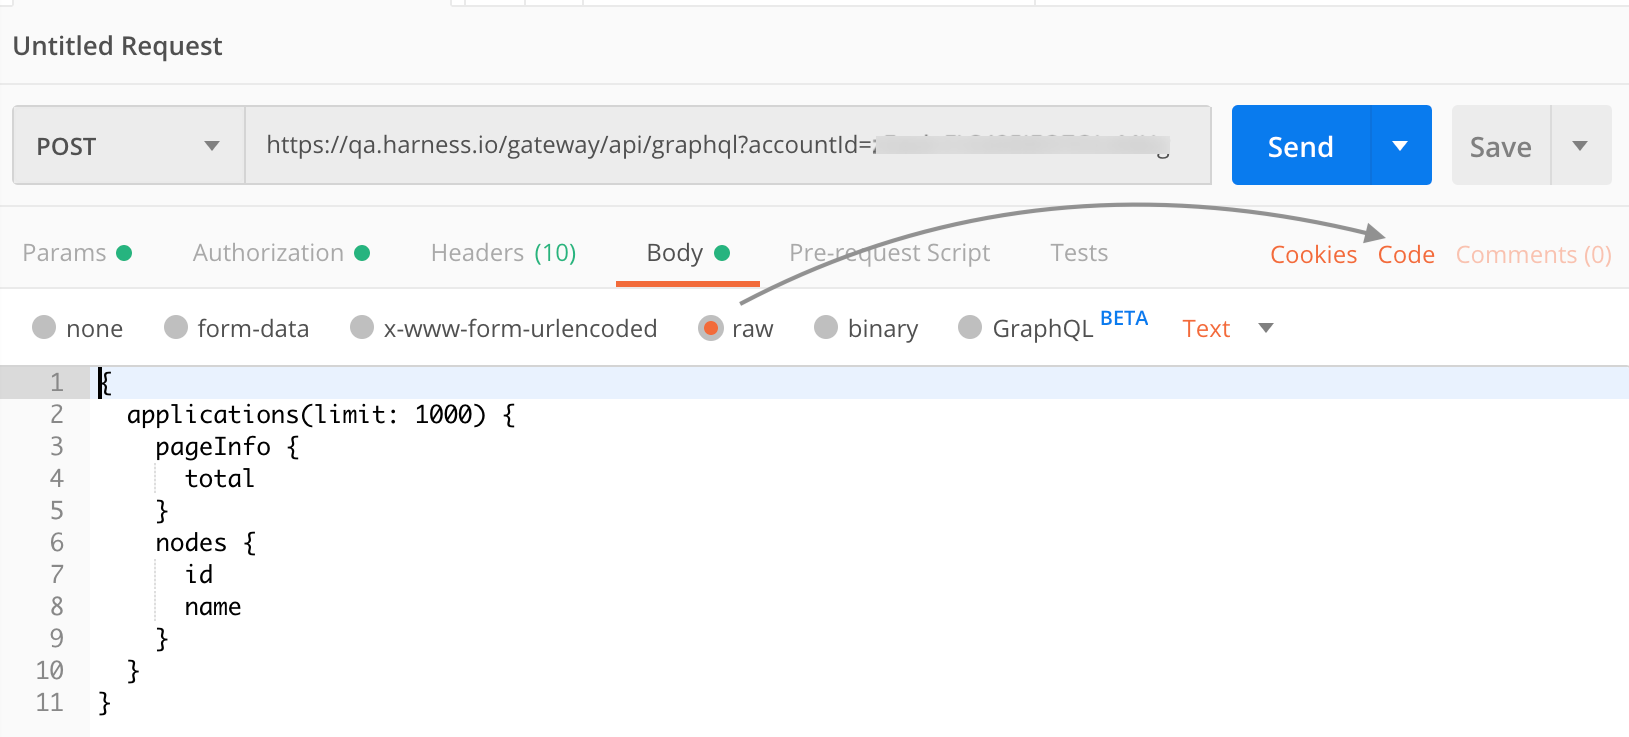 Untitled Request
POST https://qa.harness.io/gateway/api/graphql?accountId= Send Save
Params Authorization Headers (10) Body Pre-request Script Tests Cookies Code Comments (0)
none form-data x-www-form-urlencoded raw binary GraphQL BETA Text
1 {
2 applications(limit: 1000) {
3 pageInfo {
4 total
5 }
6 nodes {
7 id
8 name
9 }
10 }
11 }